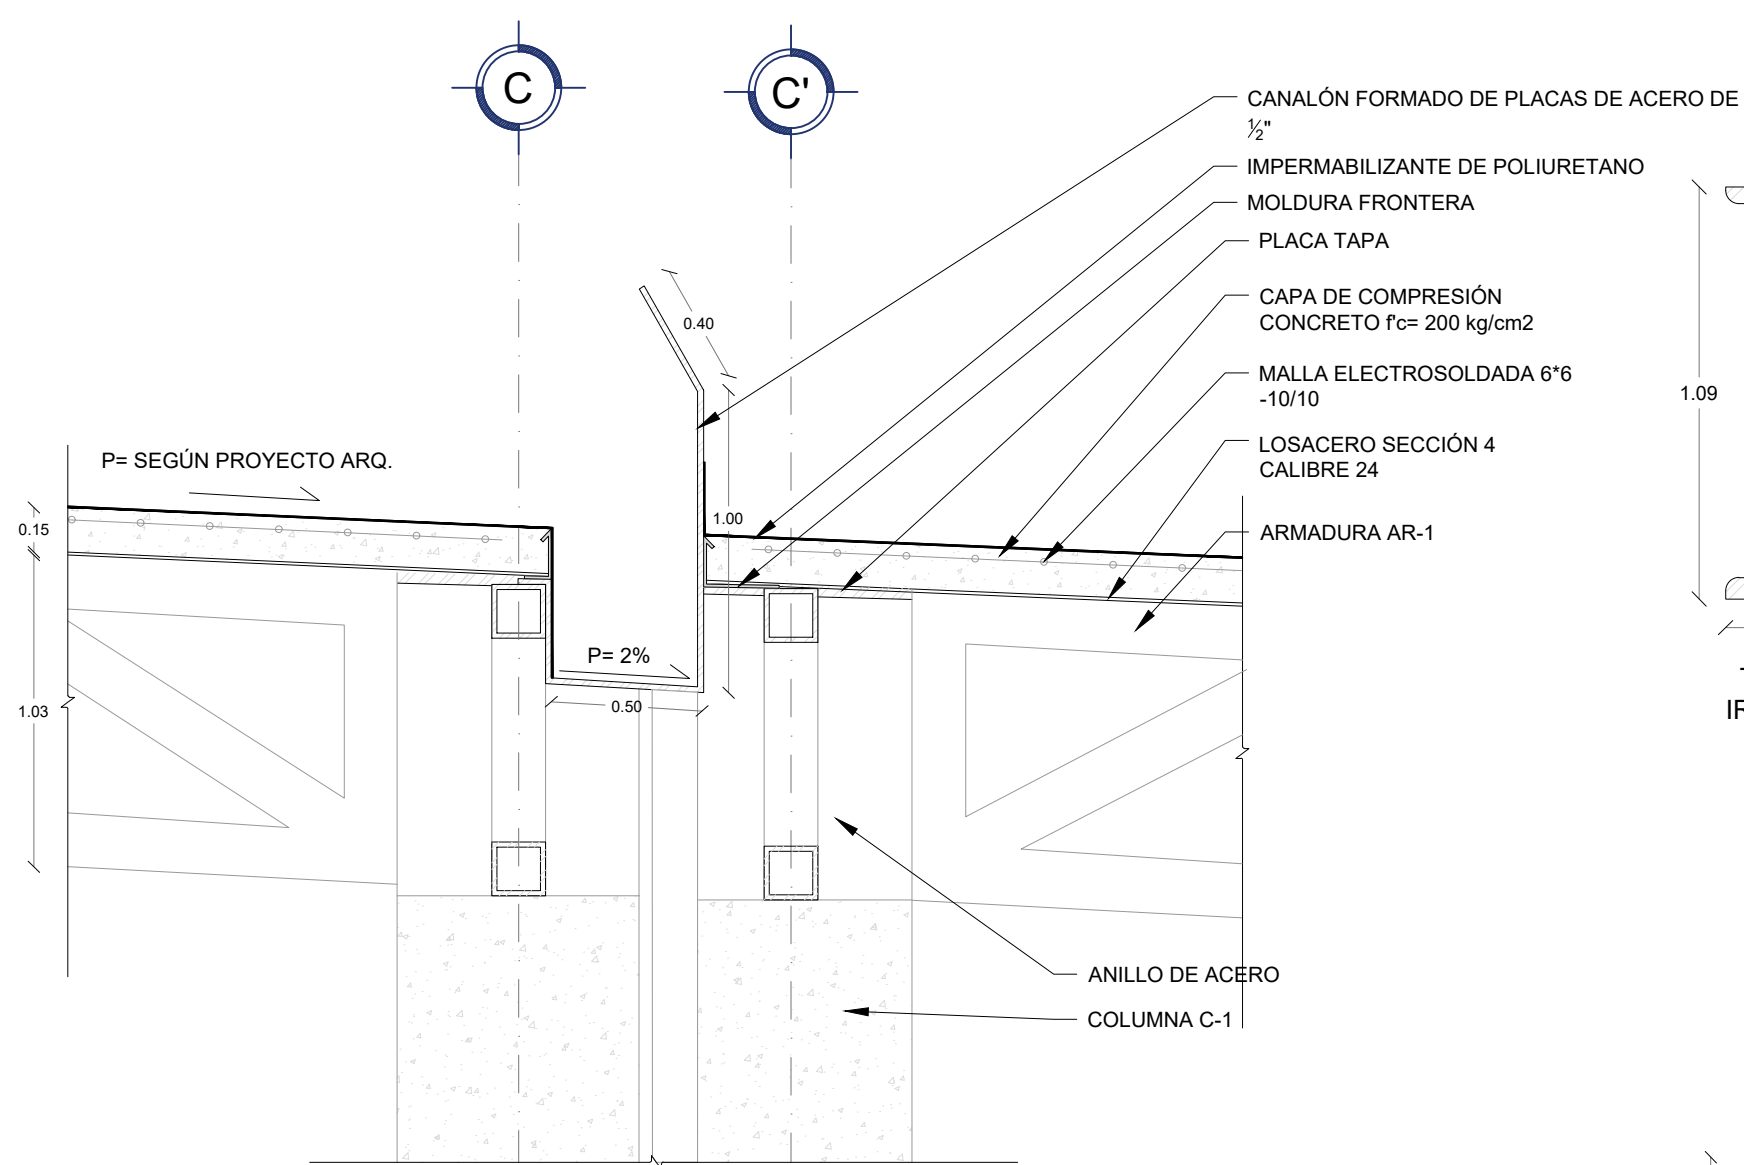 C
C'
CANALÓN FORMADO DE PLACAS DE ACERO DE
½"
IMPERMABILIZANTE DE POLIURETANO
MOLDURA FRONTERA
PLACA TAPA
CAPA DE COMPRESIÓN
CONCRETO f'c= 200 kg/cm2
MALLA ELECTROSOLDADA 6*6
-10/10
LOSACERO SECCIÓN 4
CALIBRE 24
ARMADURA AR-1
0.40
1.09
P= SEGÚN PROYECTO ARQ.
0.15
1.00
P= 2%
0.50
1.03
ANILLO DE ACERO
COLUMNA C-1